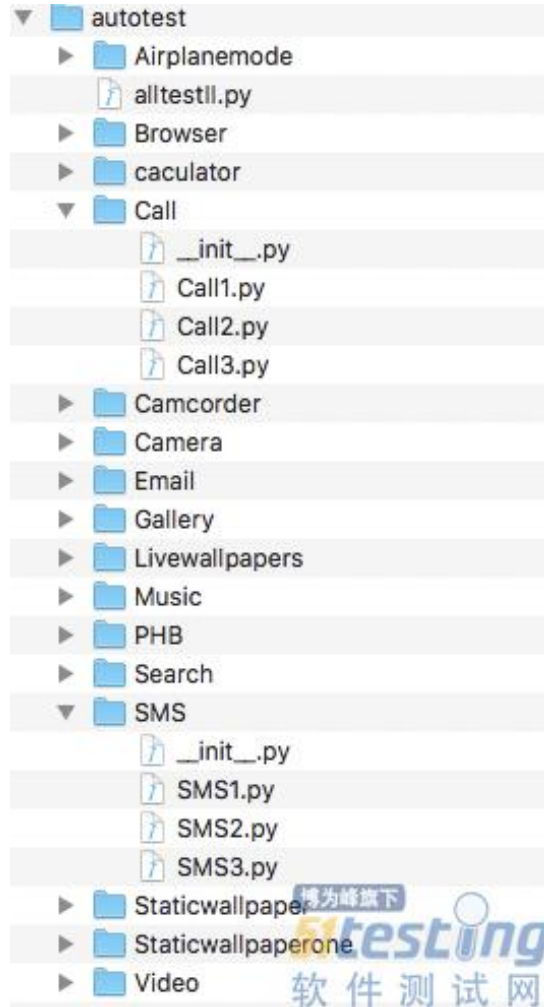 autotest
Airplanemode
alltestll.py
Browser
caculator
Call
__init__.py
Call1.py
Call2.py
Call3.py
Camcorder
Camera
Email
Gallery
Livewallpapers
Music
PHB
Search
SMS
__init__.py
SMS1.py
SMS2.py
SMS3.py
Staticwallpaper
博为峰旗下
Staticwallpaperone
51testing
Video
软件测试网